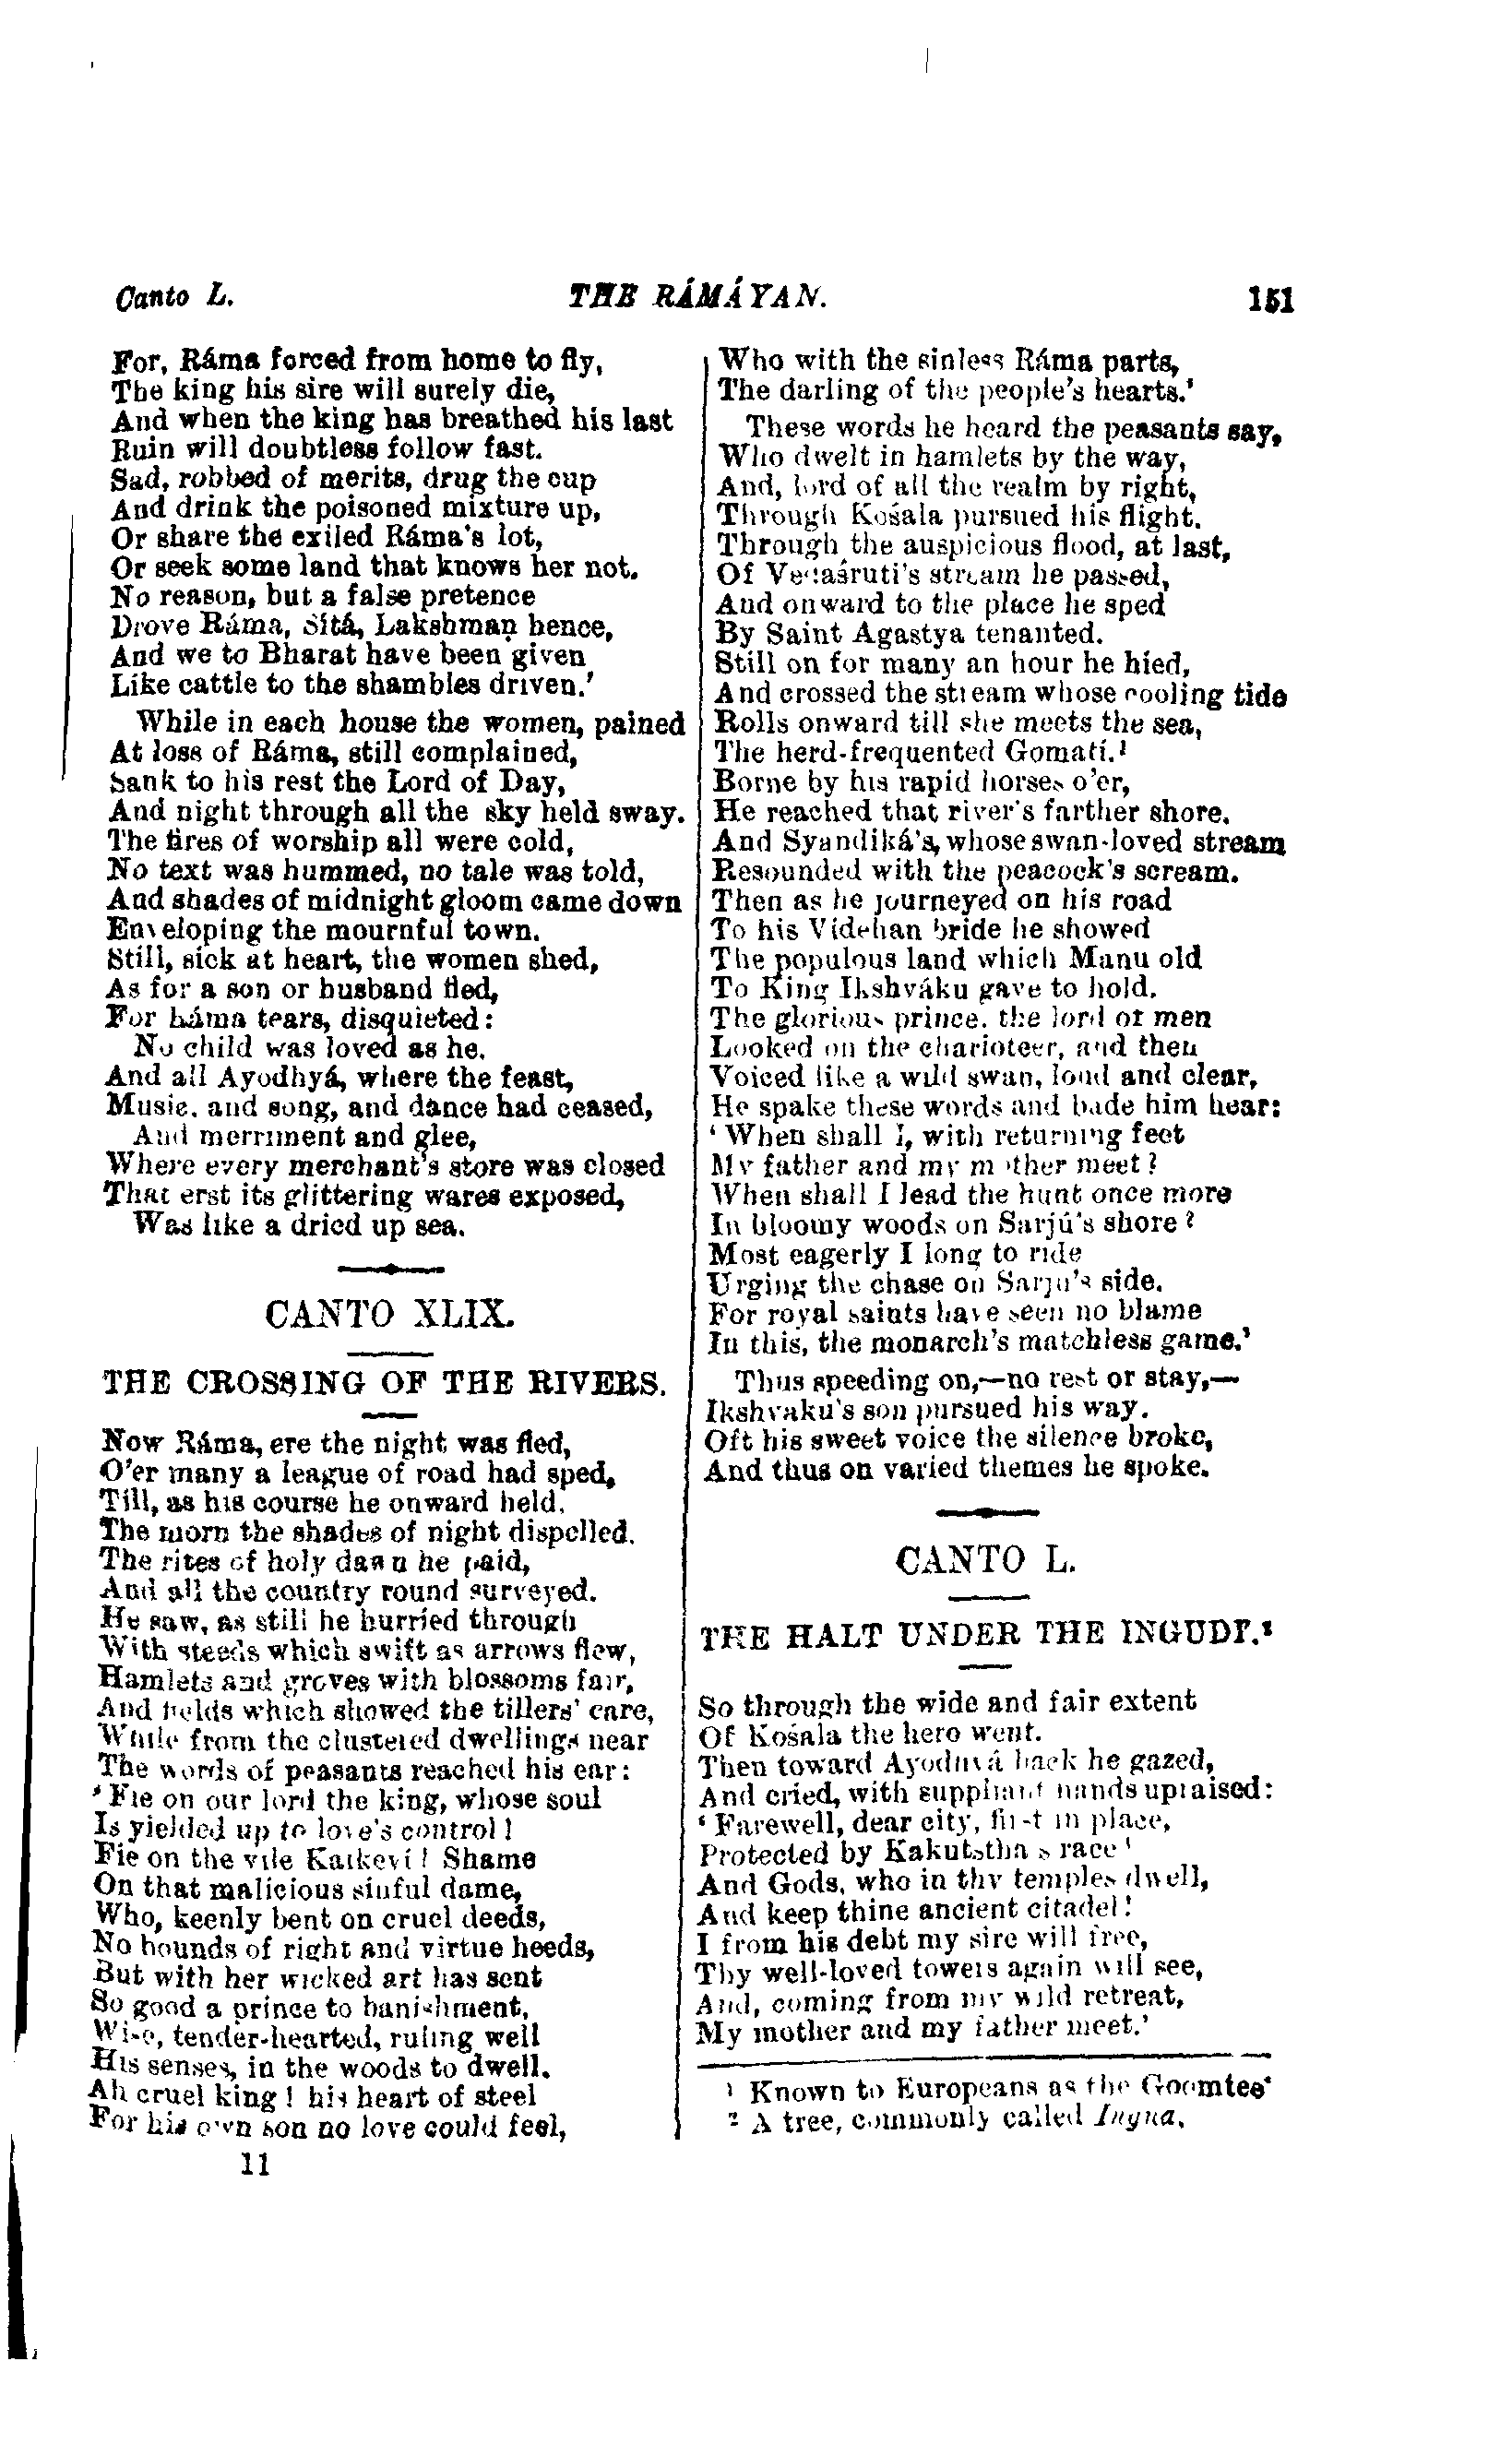 Canto L.
THE RÁMÁYAN.
151
For, Ráma forced from home to fly,
The king his sire will surely die,
And when the king has breathed his last
Ruin will doubtless follow fast.
Sad, robbed of merits, drug the cup
And drink the poisoned mixture up,
Or share the exiled Ráma's lot,
Or seek some land that knows her not.
No reason, but a false pretence
Drove Ráma, Sítá, Lakshmaṇ hence,
And we to Bharat have been given
Like cattle to the shambles driven.'
While in each house the women, pained
At loss of Ráma, still complained,
Sank to his rest the Lord of Day,
And night through all the sky held sway.
The fires of worship all were cold,
No text was hummed, no tale was told,
And shades of midnight gloom came down
Enveloping the mournful town.
Still, sick at heart, the women shed,
As for a son or husband fled,
For Ráma tears, disquieted:
No child was loved as he.
And all Ayodhyá, where the feast,
Music, and song, and dance had ceased,
And merriment and glee,
Where every merchant's store was closed
That erst its glittering wares exposed,
Was like a dried up sea.
CANTO XLIX.
THE CROSSING OF THE RIVERS.
Now Ráma, ere the night was fled,
O'er many a league of road had sped,
Till, as his course he onward held,
The morn the shades of night dispelled.
The rites of holy dawn he paid,
And all the country round surveyed.
He saw, as still he hurried through
With steeds which swift as arrows flew,
Hamlets and groves with blossoms fair,
And fields which showed the tillers' care,
While from the clustered dwellings near
The words of peasants reached his ear:
'Fie on our lord the king, whose soul
Is yielded up to love's control!
Fie on the vile Kaikeyí! Shame
On that malicious sinful dame,
Who, keenly bent on cruel deeds,
No bounds of right and virtue heeds,
But with her wicked art has sent
So good a prince to banishment,
Wise, tender-hearted, ruling well
His senses, in the woods to dwell.
Ah cruel king! his heart of steel
For his own son no love could feel,
11
Who with the sinless Ráma parts,
The darling of the people's hearts.'
These words he heard the peasants say,
Who dwelt in hamlets by the way,
And, lord of all the realm by right,
Through Kośala pursued his flight.
Through the auspicious flood, at last,
Of Vedaśruti's stream he passed,
And onward to the place he sped
By Saint Agastya tenanted.
Still on for many an hour he hied,
And crossed the stream whose cooling tide
Rolls onward till she meets the sea,
The herd-frequented Gomatí.¹
Borne by his rapid horses o'er,
He reached that river's farther shore.
And Syandiká's, whose swan-loved stream
Resounded with the peacock's scream.
Then as he journeyed on his road
To his Videhan bride he showed
The populous land which Manu old
To King Ikshváku gave to hold.
The glorious prince, the lord of men
Looked on the charioteer, and then
Voiced like a wild swan, loud and clear,
He spake these words and bade him hear:
'When shall I, with returning feet
My father and my mother meet?
When shall I lead the hunt once more
In bloomy woods on Sarjú's shore?
Most eagerly I long to ride
Urging the chase on Sarjú's side.
For royal saints have seen no blame
In this, the monarch's matchless game.'
Thus speeding on,—no rest or stay,—
Ikshvaku's son pursued his way.
Oft his sweet voice the silence broke,
And thus on varied themes he spoke.
CANTO L.
THE HALT UNDER THE INGUDÍ.²
So through the wide and fair extent
Of Kośala the hero went.
Then toward Ayodhyá back he gazed,
And cried, with suppliant hands upraised:
'Farewell, dear city, first in place,
Protected by Kakutstha's race!
And Gods, who in thy temples dwell,
And keep thine ancient citadel!
I from his debt my sire will free,
Thy well-loved towers again will see,
And, coming from my wild retreat,
My mother and my father meet.'
¹ Known to Europeans as the Goomtee
² A tree, commonly called Ingua.